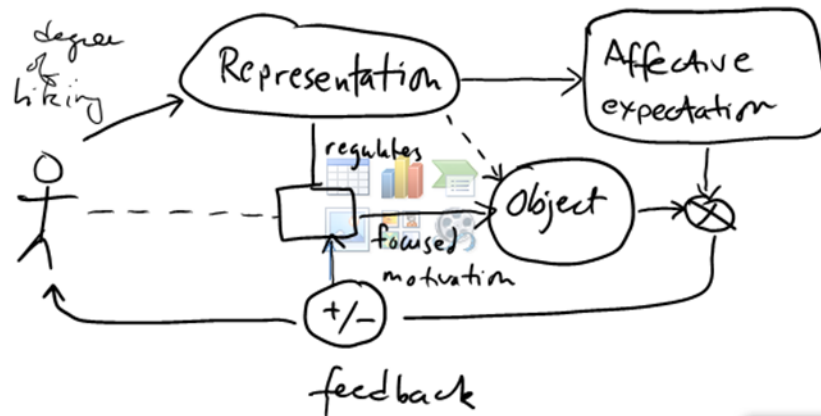 degree
of
liking
Representation
Affective
expectation
regulates
Object
focused
motivation
+/-
feedback